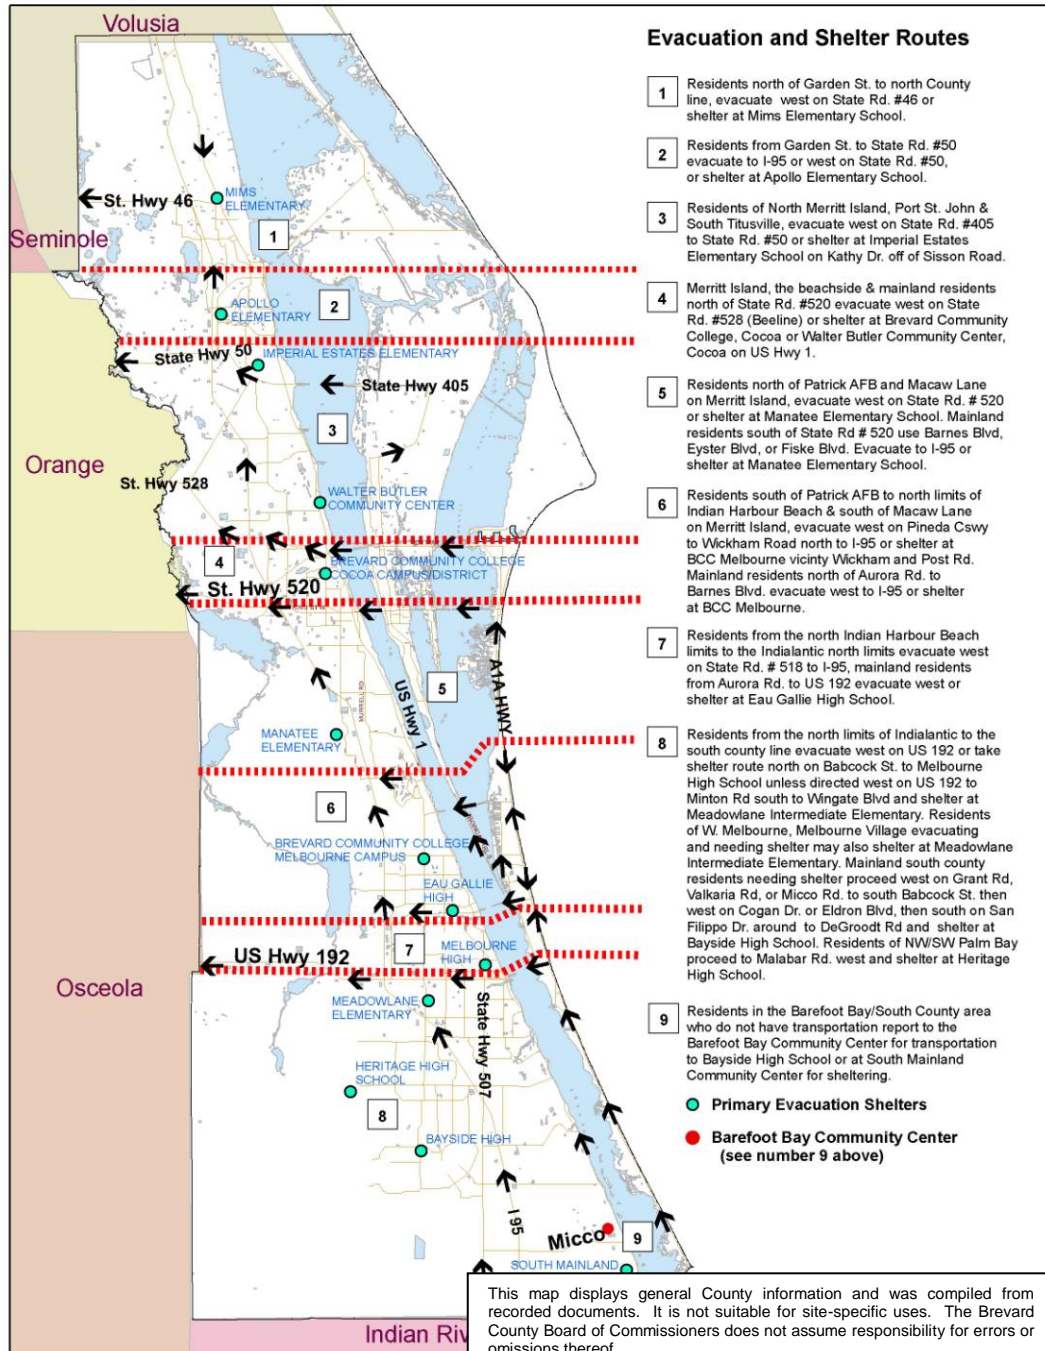 Volusia
Evacuation and Shelter Routes
1
Residents north of Garden St. to north County
line, evacuate west on State Rd. #46 or
shelter at Mims Elementary School.
2
Residents from Garden St. to State Rd. #50
evacuate to I-95 or west on State Rd. #50,
or shelter at Apollo Elementary School.
3
Residents of North Merritt Island, Port St. John &
South Titusville, evacuate west on State Rd. #405
to State Rd. #50 or shelter at Imperial Estates
Elementary School on Kathy Dr. off of Sisson Road.
4
Merritt Island, the beachside & mainland residents
north of State Rd. #520 evacuate west on State
Rd. #528 (Beeline) or shelter at Brevard Community
College, Cocoa or Walter Butler Community Center,
Cocoa on US Hwy 1.
5
Residents north of Patrick AFB and Macaw Lane
on Merritt Island, evacuate west on State Rd. # 520
or shelter at Manatee Elementary School. Mainland
residents south of State Rd # 520 use Barnes Blvd,
Eyster Blvd, or Fiske Blvd. Evacuate to I-95 or
shelter at Manatee Elementary School.
6
Residents south of Patrick AFB to north limits of
Indian Harbour Beach & south of Macaw Lane
on Merritt Island, evacuate west on Pineda Cswy
to Wickham Road north to I-95 or shelter at
BCC Melbourne vicinity Wickham and Post Rd.
Mainland residents north of Aurora Rd. to
Barnes Blvd. evacuate west to I-95 or shelter
at BCC Melbourne.
7
Residents from the north Indian Harbour Beach
limits to the Indialantic north limits evacuate west
on State Rd. # 518 to I-95, mainland residents
from Aurora Rd. to US 192 evacuate west or
shelter at Eau Gallie High School.
8
Residents from the north limits of Indialantic to the
south county line evacuate west on US 192 or take
shelter route north on Babcock St. to Melbourne
High School unless directed west on US 192 to
Minton Rd south to Wingate Blvd and shelter at
Meadowlane Intermediate Elementary. Residents
of W. Melbourne, Melbourne Village evacuating
and needing shelter may also shelter at Meadowlane
Intermediate Elementary. Mainland south county
residents needing shelter proceed west on Grant Rd,
Valkaria Rd, or Micco Rd. to south Babcock St. then
west on Cogan Dr. or Eldron Blvd, then south on San
Filippo Dr. around to DeGroodt Rd and shelter at
Bayside High School. Residents of NW/SW Palm Bay
proceed to Malabar Rd. west and shelter at Heritage
High School.
9
Residents in the Barefoot Bay/South County area
who do not have transportation report to the
Barefoot Bay Community Center for transportation
to Bayside High School or at South Mainland
Community Center for sheltering.
Primary Evacuation Shelters
Barefoot Bay Community Center
(see number 9 above)
MIMS
ELEMENTARY
St. Hwy 46
Seminole
1
2
APOLLO
ELEMENTARY
State Hwy 50
IMPERIAL ESTATES ELEMENTARY
State Hwy 405
3
Orange
St. Hwy 528
WALTER BUTLER
COMMUNITY CENTER
4
BREVARD COMMUNITY COLLEGE
COCOA CAMPUS/DISTRICT
St. Hwy 520
MURRELL RD
US Hwy 1
5
A1A HWY
MANATEE
ELEMENTARY
6
BREVARD COMMUNITY COLLEGE
MELBOURNE CAMPUS
EAU GALLIE
HIGH
7
US Hwy 192
MELBOURNE
HIGH
Osceola
MEADOWLANE
ELEMENTARY
State Hwy 507
HERITAGE HIGH
SCHOOL
8
BAYSIDE HIGH
I 95
Micco
9
SOUTH MAINLAND
Indian Riv
This map displays general County information and was compiled from
recorded documents. It is not suitable for site-specific uses. The Brevard
County Board of Commissioners does not assume responsibility for errors or
omissions thereof